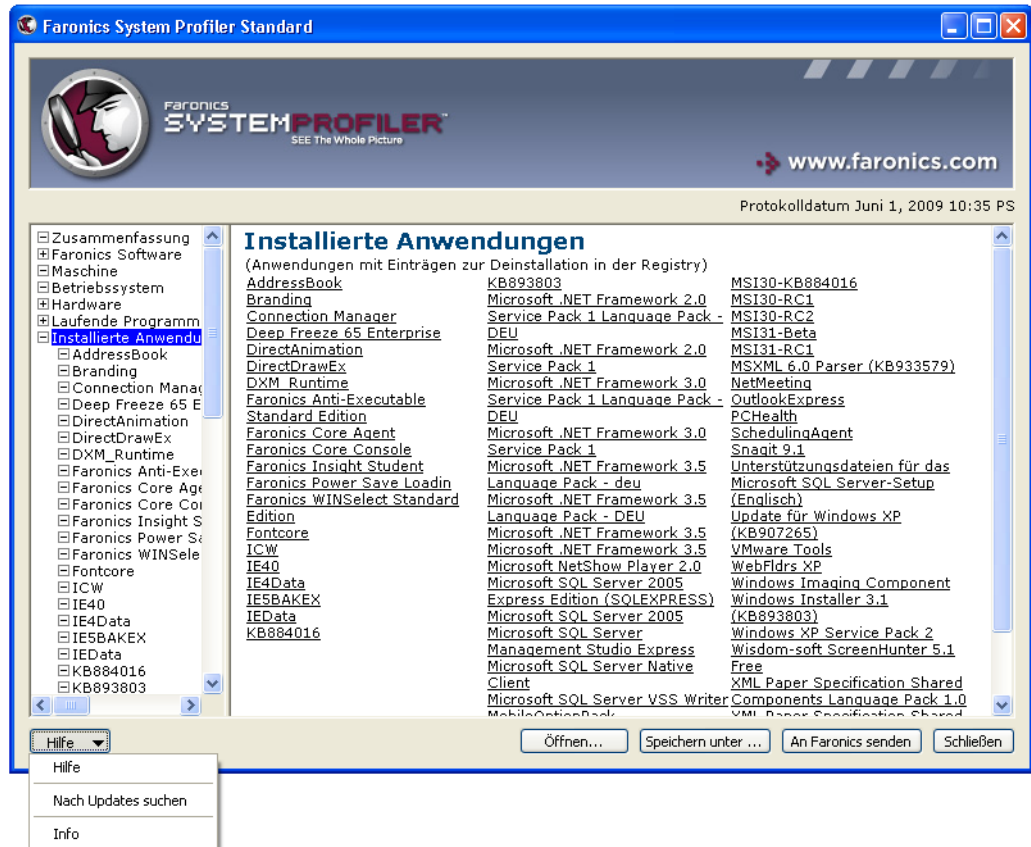 Faronics System Profiler Standard
Faronics
SYSTEMPROFILER™
SEE The Whole Picture
www.faronics.com
Protokolldatum Juni 1, 2009 10:35 PS
Zusammenfassung
Faronics Software
Maschine
Betriebssystem
Hardware
Laufende Programm
Installierte Anwendu
AddressBook
Branding
Connection Manag
Deep Freeze 65 E
DirectAnimation
DirectDrawEx
DXM_Runtime
Faronics Anti-Exe
Faronics Core Age
Faronics Core Co
Faronics Insight S
Faronics Power Sa
Faronics WINSele
Fontcore
ICW
IE40
IE4Data
IE5BAKEX
IEData
KB884016
KB893803
Installierte Anwendungen
(Anwendungen mit Einträgen zur Deinstallation in der Registry)
AddressBook
Branding
Connection Manager
Deep Freeze 65 Enterprise
DirectAnimation
DirectDrawEx
DXM_Runtime
Faronics Anti-Executable
Standard Edition
Faronics Core Agent
Faronics Core Console
Faronics Insight Student
Faronics Power Save Loadin
Faronics WINSelect Standard
Edition
Fontcore
ICW
IE40
IE4Data
IE5BAKEX
IEData
KB884016
KB893803
Microsoft .NET Framework 2.0
Service Pack 1 Language Pack -
DEU
Microsoft .NET Framework 2.0
Service Pack 1
Microsoft .NET Framework 3.0
Service Pack 1 Language Pack -
DEU
Microsoft .NET Framework 3.0
Service Pack 1
Microsoft .NET Framework 3.5
Language Pack - deu
Microsoft .NET Framework 3.5
Language Pack - DEU
Microsoft .NET Framework 3.5
Microsoft .NET Framework 3.5
Microsoft NetShow Player 2.0
Microsoft SQL Server 2005
Express Edition (SQLEXPRESS)
Microsoft SQL Server 2005
Microsoft SQL Server
Management Studio Express
Microsoft SQL Server Native
Client
Microsoft SQL Server VSS Writer
MobileOptionPack
MSI30-KB884016
MSI30-RC1
MSI30-RC2
MSI31-Beta
MSI31-RC1
MSXML 6.0 Parser (KB933579)
NetMeeting
OutlookExpress
PCHealth
SchedulingAgent
Snagit 9.1
Unterstützungsdateien für das
Microsoft SQL Server-Setup
(Englisch)
Update für Windows XP
(KB907265)
VMware Tools
WebFldrs XP
Windows Imaging Component
Windows Installer 3.1
(KB893803)
Windows XP Service Pack 2
Wisdom-soft ScreenHunter 5.1
Free
XML Paper Specification Shared
Components Language Pack 1.0
XML Paper Specification Shared
Hilfe
Öffnen...
Speichern unter ...
An Faronics senden
Schließen
Hilfe
Nach Updates suchen
Info